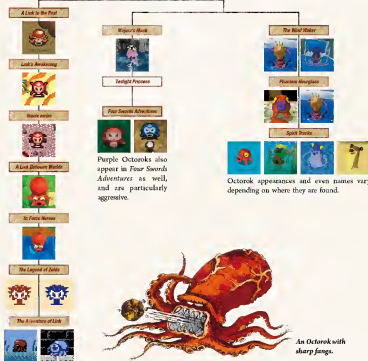 A Link to the Past
Link's Awakening
Oracle series
A Link Between Worlds
Tri Force Heroes
The Legend of Zelda
The Adventure of Link
Majora's Mask
Twilight Princess
Four Swords Adventures
Purple Octoroks also
appear in Four Swords
Adventures as well,
and are particularly
aggressive.
The Wind Waker
Phantom Hourglass
Spirit Tracks
Octorok appearances and even names vary
depending on where they are found.
An Octorok with
sharp fangs.